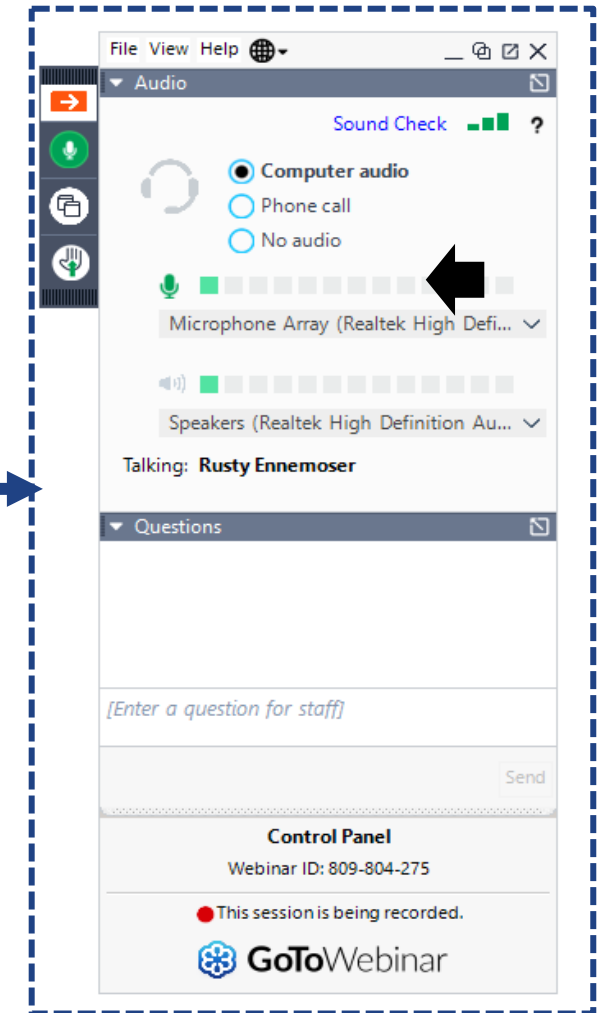 File View Help
Audio
Sound Check ?
Computer audio
Phone call
No audio
Microphone Array (Realtek High Defi...
Speakers (Realtek High Definition Au...
Talking: Rusty Ennemoser
Questions
[Enter a question for staff]
Send
Control Panel
Webinar ID: 809-804-275
This session is being recorded.
GoToWebinar